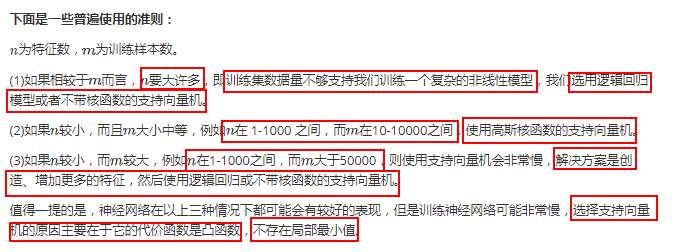 下面是一些普遍使用的准则：
n为特征数，m为训练样本数。
(1)如果相较于m而言，n要大许多，即训练集数据量不够支持我们训练一个复杂的非线性模型，我们选用逻辑回归
模型或者不带核函数的支持向量机。
(2)如果n较小，而且m大小中等，例如n在 1-1000 之间，而m在10-10000之间，使用高斯核函数的支持向量机。
(3)如果n较小，而m较大，例如n在1-1000之间，而m大于50000，则使用支持向量机会非常慢，解决方案是创
造、增加更多的特征，然后使用逻辑回归或不带核函数的支持向量机。
值得一提的是，神经网络在以上三种情况下都可能会有较好的表现，但是训练神经网络可能非常慢，选择支持向量
机的原因主要在于它的代价函数是凸函数，不存在局部最小值。